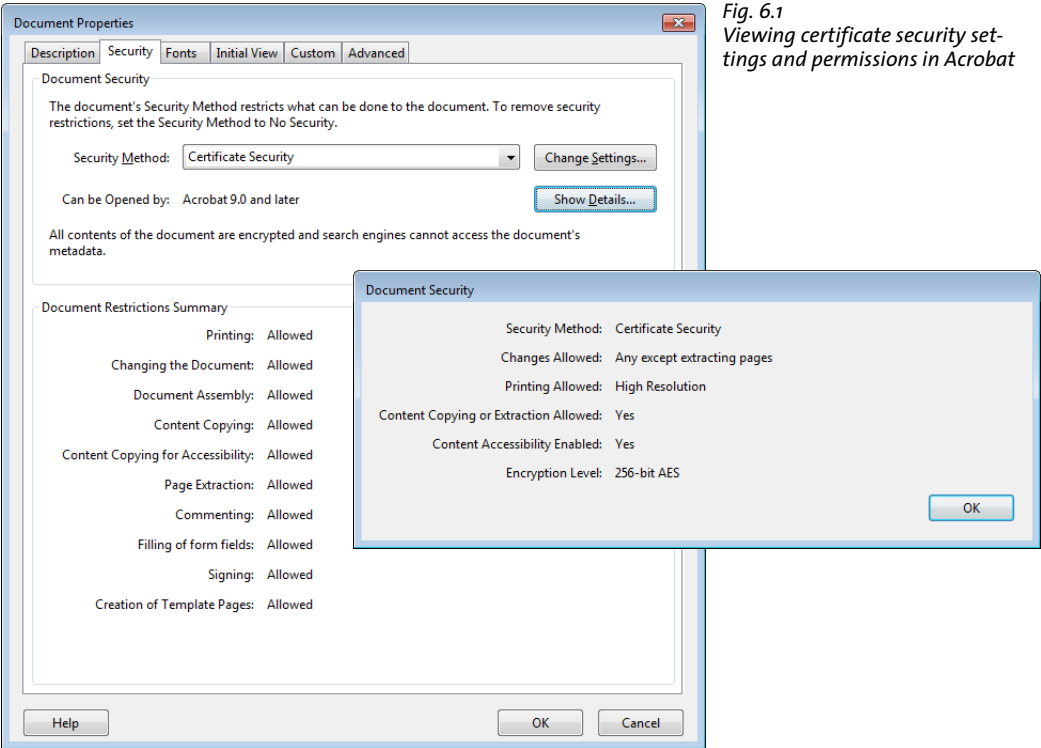 Fig. 6.1
Viewing certificate security set-
tings and permissions in Acrobat
Document Properties
Description Security Fonts Initial View Custom Advanced
Document Security
The document's Security Method restricts what can be done to the document. To remove security
restrictions, set the Security Method to No Security.
Security Method: Certificate Security Change Settings...
Can be Opened by: Acrobat 9.0 and later Show Details...
All contents of the document are encrypted and search engines cannot access the document's
metadata.
Document Restrictions Summary
Printing: Allowed
Changing the Document: Allowed
Document Assembly: Allowed
Content Copying: Allowed
Content Copying for Accessibility: Allowed
Page Extraction: Allowed
Commenting: Allowed
Filling of form fields: Allowed
Signing: Allowed
Creation of Template Pages: Allowed
Help OK Cancel
Document Security
Security Method: Certificate Security
Changes Allowed: Any except extracting pages
Printing Allowed: High Resolution
Content Copying or Extraction Allowed: Yes
Content Accessibility Enabled: Yes
Encryption Level: 256-bit AES
OK